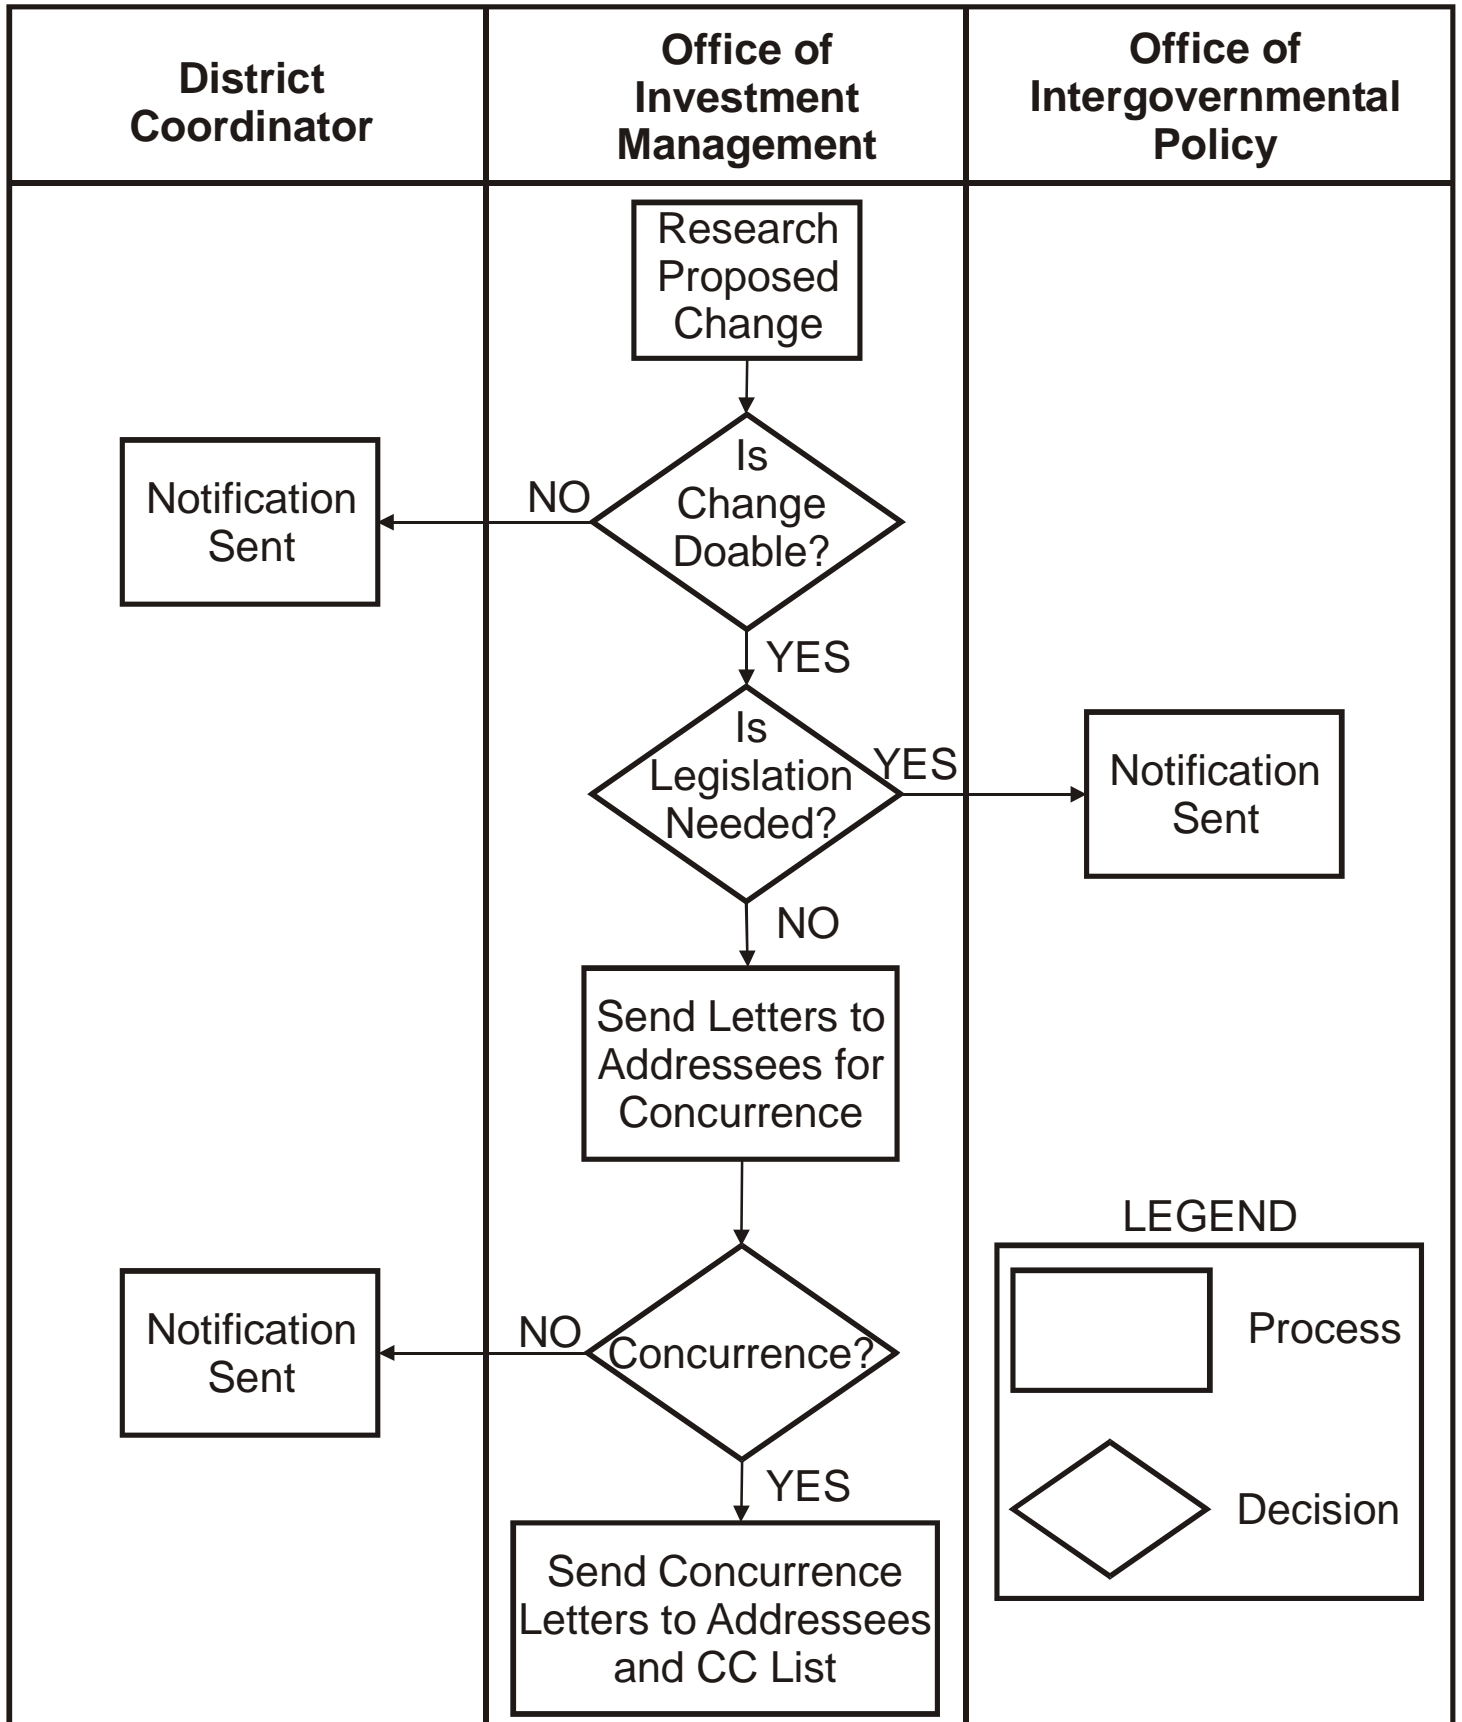 District
Coordinator
Office of
Investment
Management
Office of
Intergovernmental
Policy
Research
Proposed
Change
Is
Change
Doable?
NO
Notification
Sent
YES
Is
Legislation
Needed?
YES
Notification
Sent
NO
Send Letters to
Addressees for
Concurrence
Concurrence?
NO
Notification
Sent
YES
Send Concurrence
Letters to Addressees
and CC List
LEGEND
Process
Decision